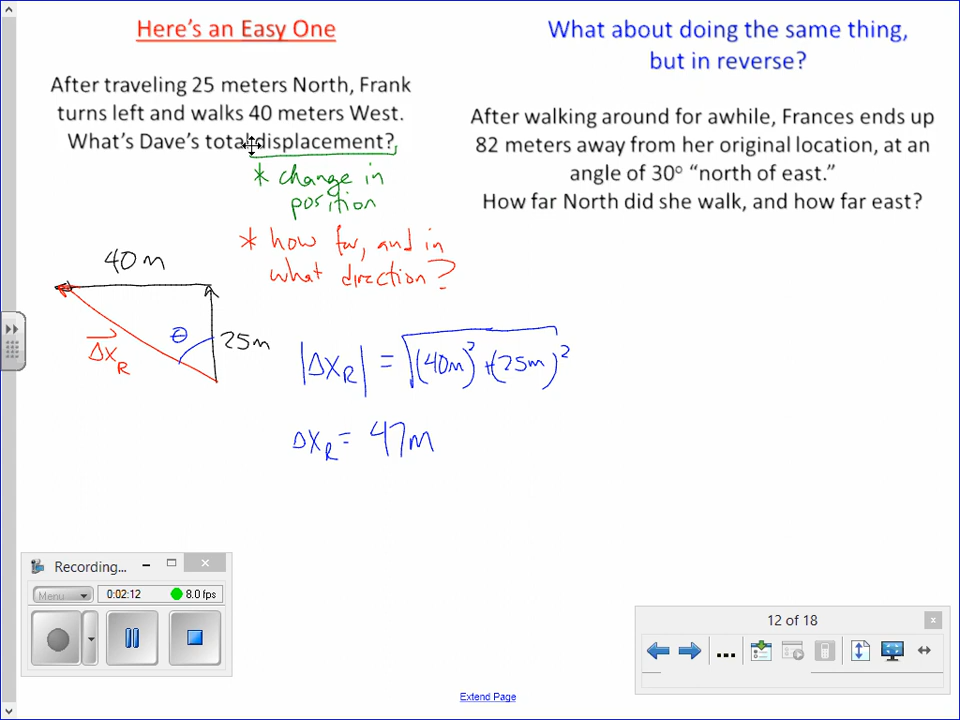 Here's an Easy One
After traveling 25 meters North, Frank
turns left and walks 40 meters West.
What's Dave's total displacement?
* change in
position
* how far, and in
what direction?
40 m
θ
25m
ΔxR
|ΔxR| = √(40m)² + (25m)²
ΔxR = 47m
What about doing the same thing,
but in reverse?
After walking around for awhile, Frances ends up
82 meters away from her original location, at an
angle of 30° "north of east."
How far North did she walk, and how far east?
Recording...
Menu
0:02:12
8.0 fps
12 of 18
Extend Page